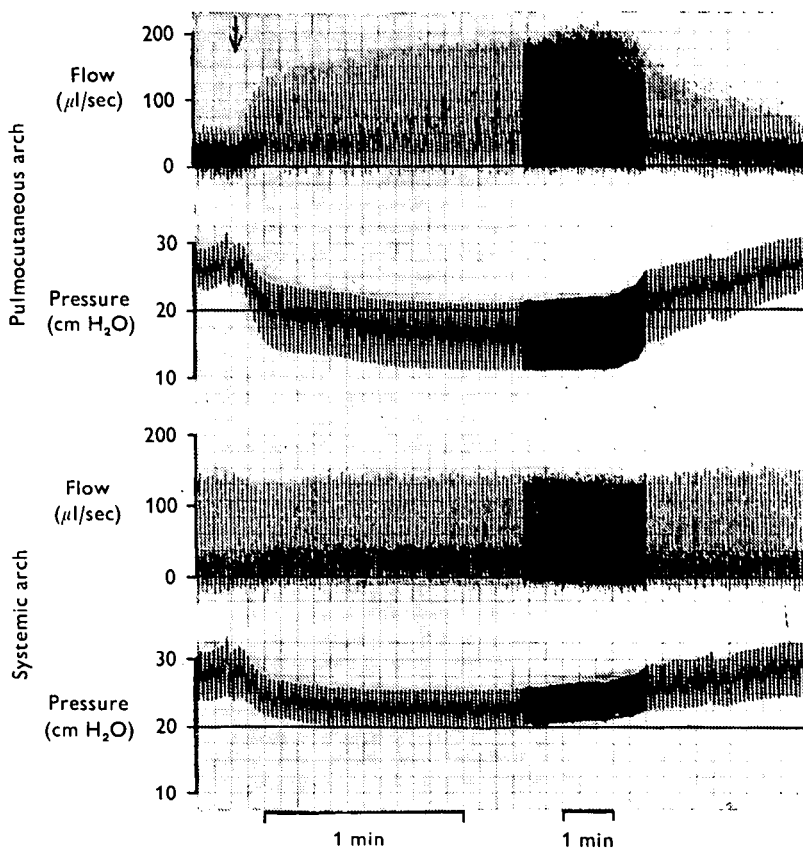 Pulmocutaneous arch
Flow
(μl/sec)
200
100
0
Pressure
(cm H₂O)
30
20
10
Systemic arch
Flow
(μl/sec)
200
100
0
Pressure
(cm H₂O)
30
20
10
1 min
1 min